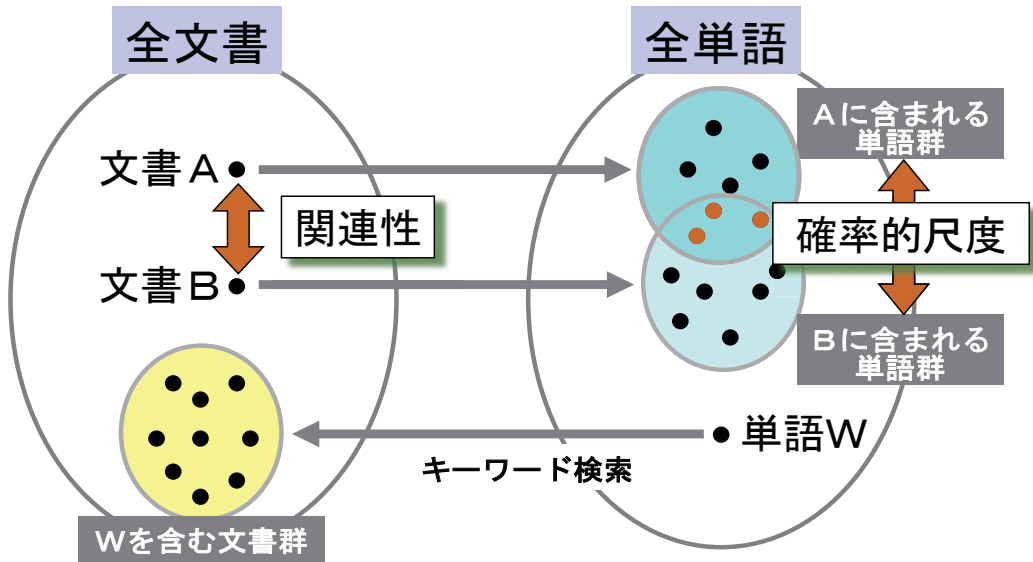 全文書
全単語
Aに含まれる
単語群
文書A
関連性
確率的尺度
文書B
Bに含まれる
単語群
単語W
キーワード検索
Wを含む文書群